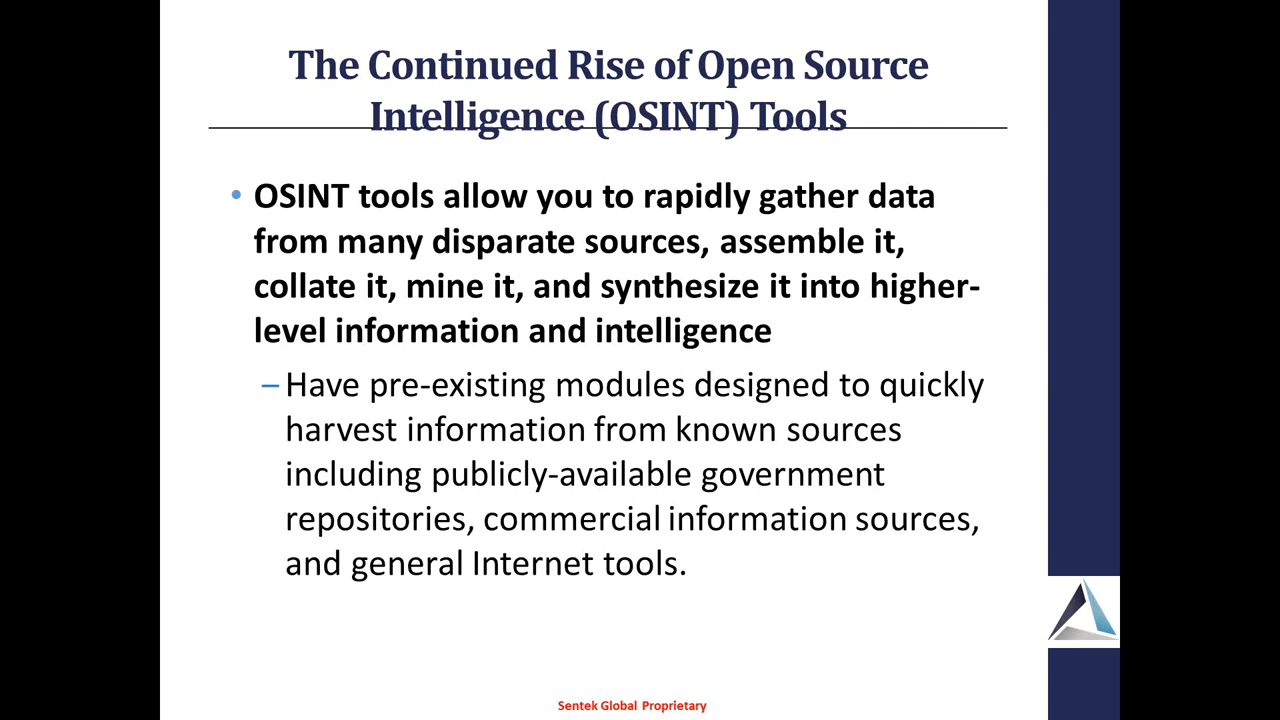 The Continued Rise of Open Source
Intelligence (OSINT) Tools
• OSINT tools allow you to rapidly gather data
from many disparate sources, assemble it,
collate it, mine it, and synthesize it into higher-
level information and intelligence
– Have pre-existing modules designed to quickly
harvest information from known sources
including publicly-available government
repositories, commercial information sources,
and general Internet tools.
Sentek Global Proprietary